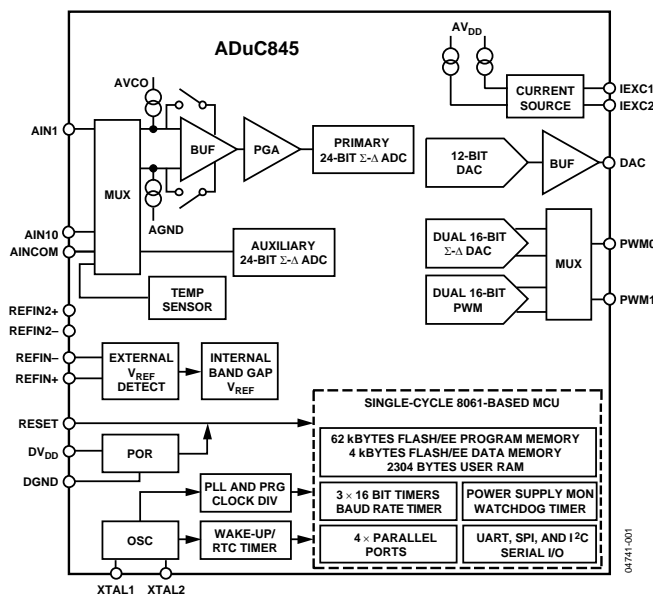 ADuC845
AVCO
AIN1
MUX
BUF
PGA
PRIMARY
24-BIT Σ-Δ ADC
AGND
AIN10
AINCOM
AUXILIARY
24-BIT Σ-Δ ADC
TEMP
SENSOR
REFIN2+
REFIN2–
REFIN–
REFIN+
EXTERNAL
VREF
DETECT
INTERNAL
BAND GAP
VREF
RESET
DVDD
POR
DGND
PLL AND PRG
CLOCK DIV
OSC
WAKE-UP/
RTC TIMER
XTAL1
XTAL2
AVDD
CURRENT
SOURCE
IEXC1
IEXC2
12-BIT
DAC
BUF
DAC
DUAL 16-BIT
Σ-Δ DAC
DUAL 16-BIT
PWM
MUX
PWM0
PWM1
SINGLE-CYCLE 8061-BASED MCU
62 kBYTES FLASH/EE PROGRAM MEMORY
4 kBYTES FLASH/EE DATA MEMORY
2304 BYTES USER RAM
3 × 16 BIT TIMERS
BAUD RATE TIMER
POWER SUPPLY MON
WATCHDOG TIMER
4 × PARALLEL
PORTS
UART, SPI, AND I²C
SERIAL I/O
04741-001